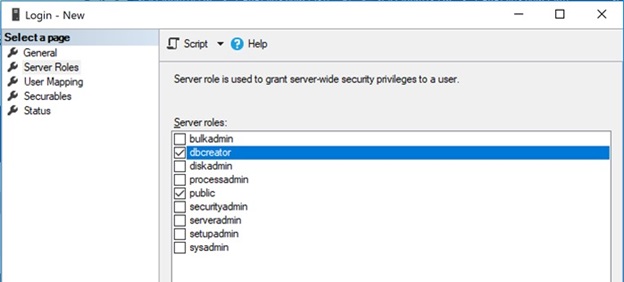 Login - New
Select a page
General
Server Roles
User Mapping
Securables
Status
Script
Help
Server role is used to grant server-wide security privileges to a user.
Server roles:
bulkadmin
dbcreator
diskadmin
processadmin
public
securityadmin
serveradmin
setupadmin
sysadmin